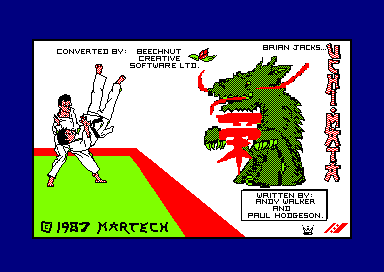 CONVERTED BY: BEECHNUT
CREATIVE
SOFTWARE LTD.
BRIAN JACKS...
UCHI·MATA
WRITTEN BY:
ANDY WALKER
AND
PAUL HODGESON.
© 1987 MARTECH